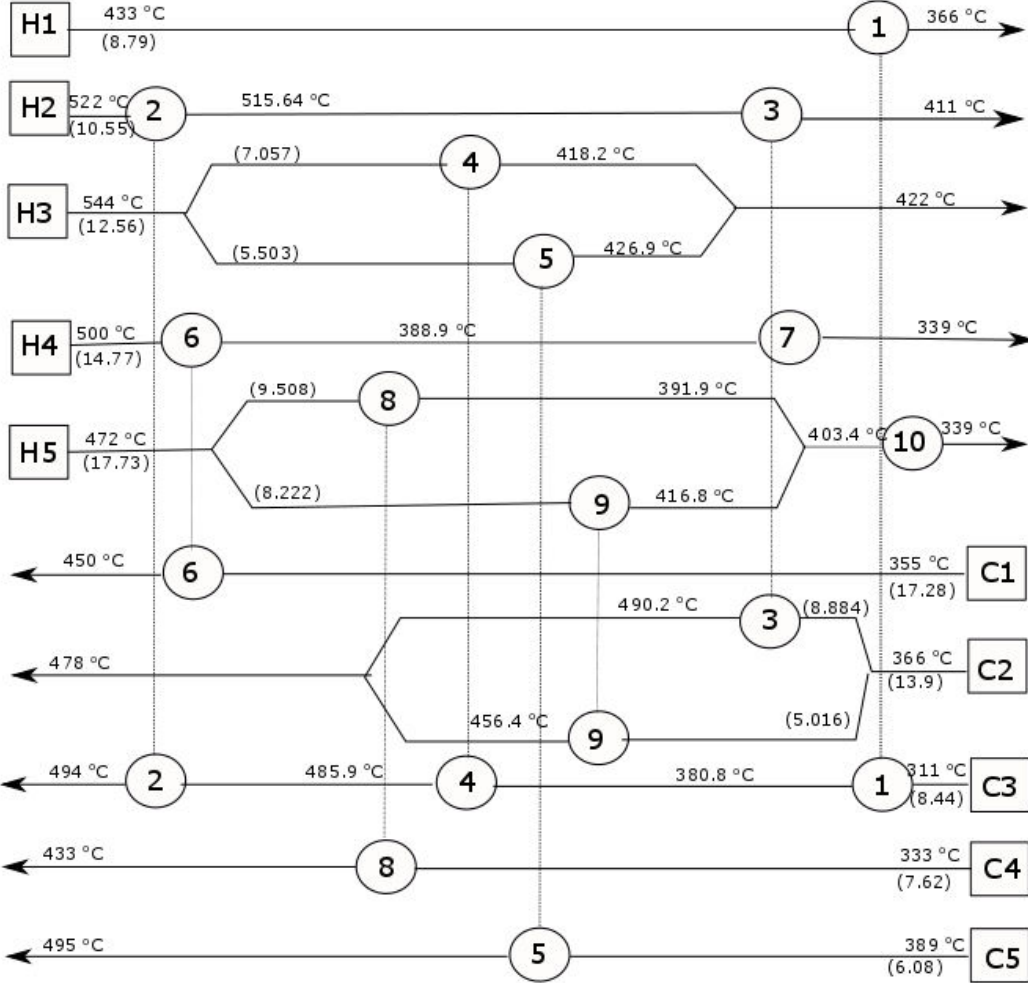 H1 433 °C 1 366 °C
(8.79)
H2 522 °C 2 515.64 °C 3 411 °C
(10.55)
(7.057) 4 418.2 °C
H3 544 °C 422 °C
(12.56)
(5.503) 5 426.9 °C
H4 500 °C 6 388.9 °C 7 339 °C
(14.77)
(9.508) 8 391.9 °C
H5 472 °C 403.4 °C 10 339 °C
(17.73)
(8.222) 9 416.8 °C
450 °C 6 355 °C C1
(17.28)
490.2 °C 3 (8.884)
478 °C 366 °C C2
(13.9)
456.4 °C 9 (5.016)
494 °C 2 485.9 °C 4 380.8 °C 1 311 °C C3
(8.44)
433 °C 8 333 °C C4
(7.62)
495 °C 5 389 °C C5
(6.08)